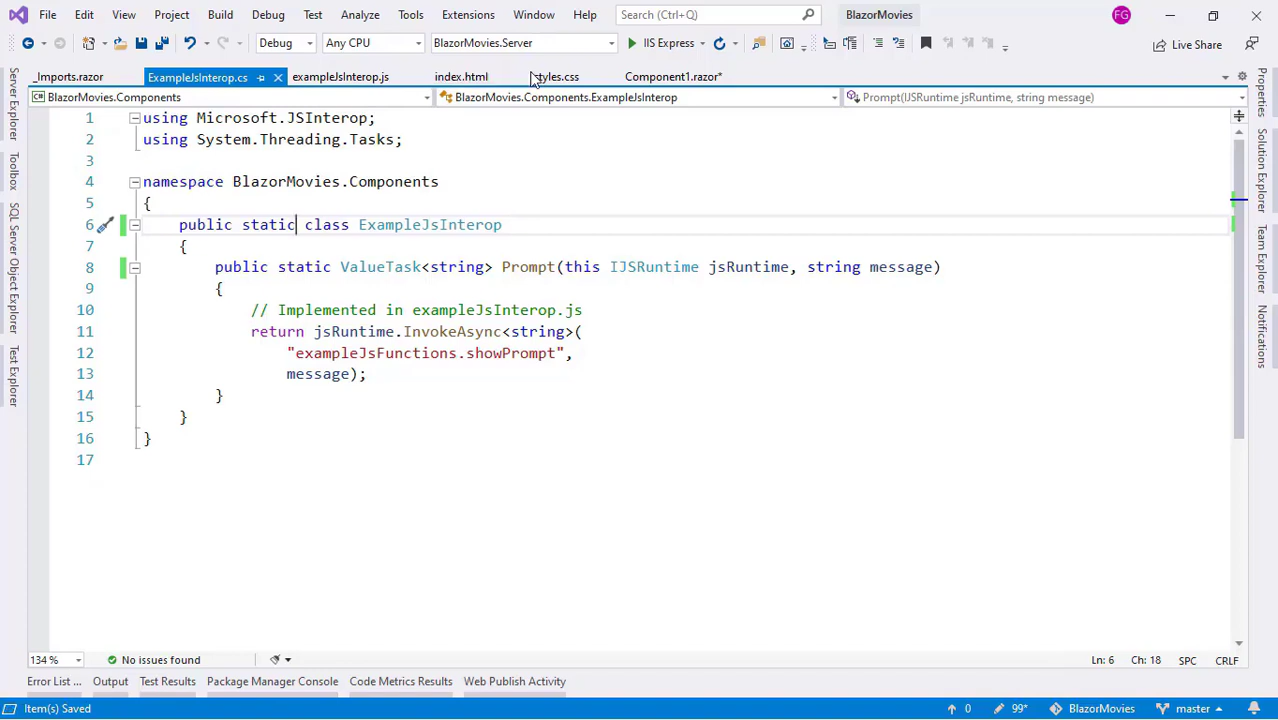 File Edit View Project Build Debug Test Analyze Tools Extensions Window Help Search (Ctrl+Q) BlazorMovies FG
Debug Any CPU BlazorMovies.Server IIS Express Live Share
_Imports.razor ExampleJsInterop.cs exampleJsInterop.js index.html styles.css Component1.razor*
BlazorMovies.Components BlazorMovies.Components.ExampleJsInterop Prompt(IJSRuntime jsRuntime, string message)
1 using Microsoft.JSInterop;
2 using System.Threading.Tasks;
3
4 namespace BlazorMovies.Components
5 {
6 public static class ExampleJsInterop
7 {
8 public static ValueTask<string> Prompt(this IJSRuntime jsRuntime, string message)
9 {
10 // Implemented in exampleJsInterop.js
11 return jsRuntime.InvokeAsync<string>(
12 "exampleJsFunctions.showPrompt",
13 message);
14 }
15 }
16 }
17
Server Explorer
Toolbox
SQL Server Object Explorer
Test Explorer
Properties
Solution Explorer
Team Explorer
Notifications
134 % No issues found Ln: 6 Ch: 18 SPC CRLF
Error List ... Output Test Results Package Manager Console Code Metrics Results Web Publish Activity
Item(s) Saved 0 99* BlazorMovies master